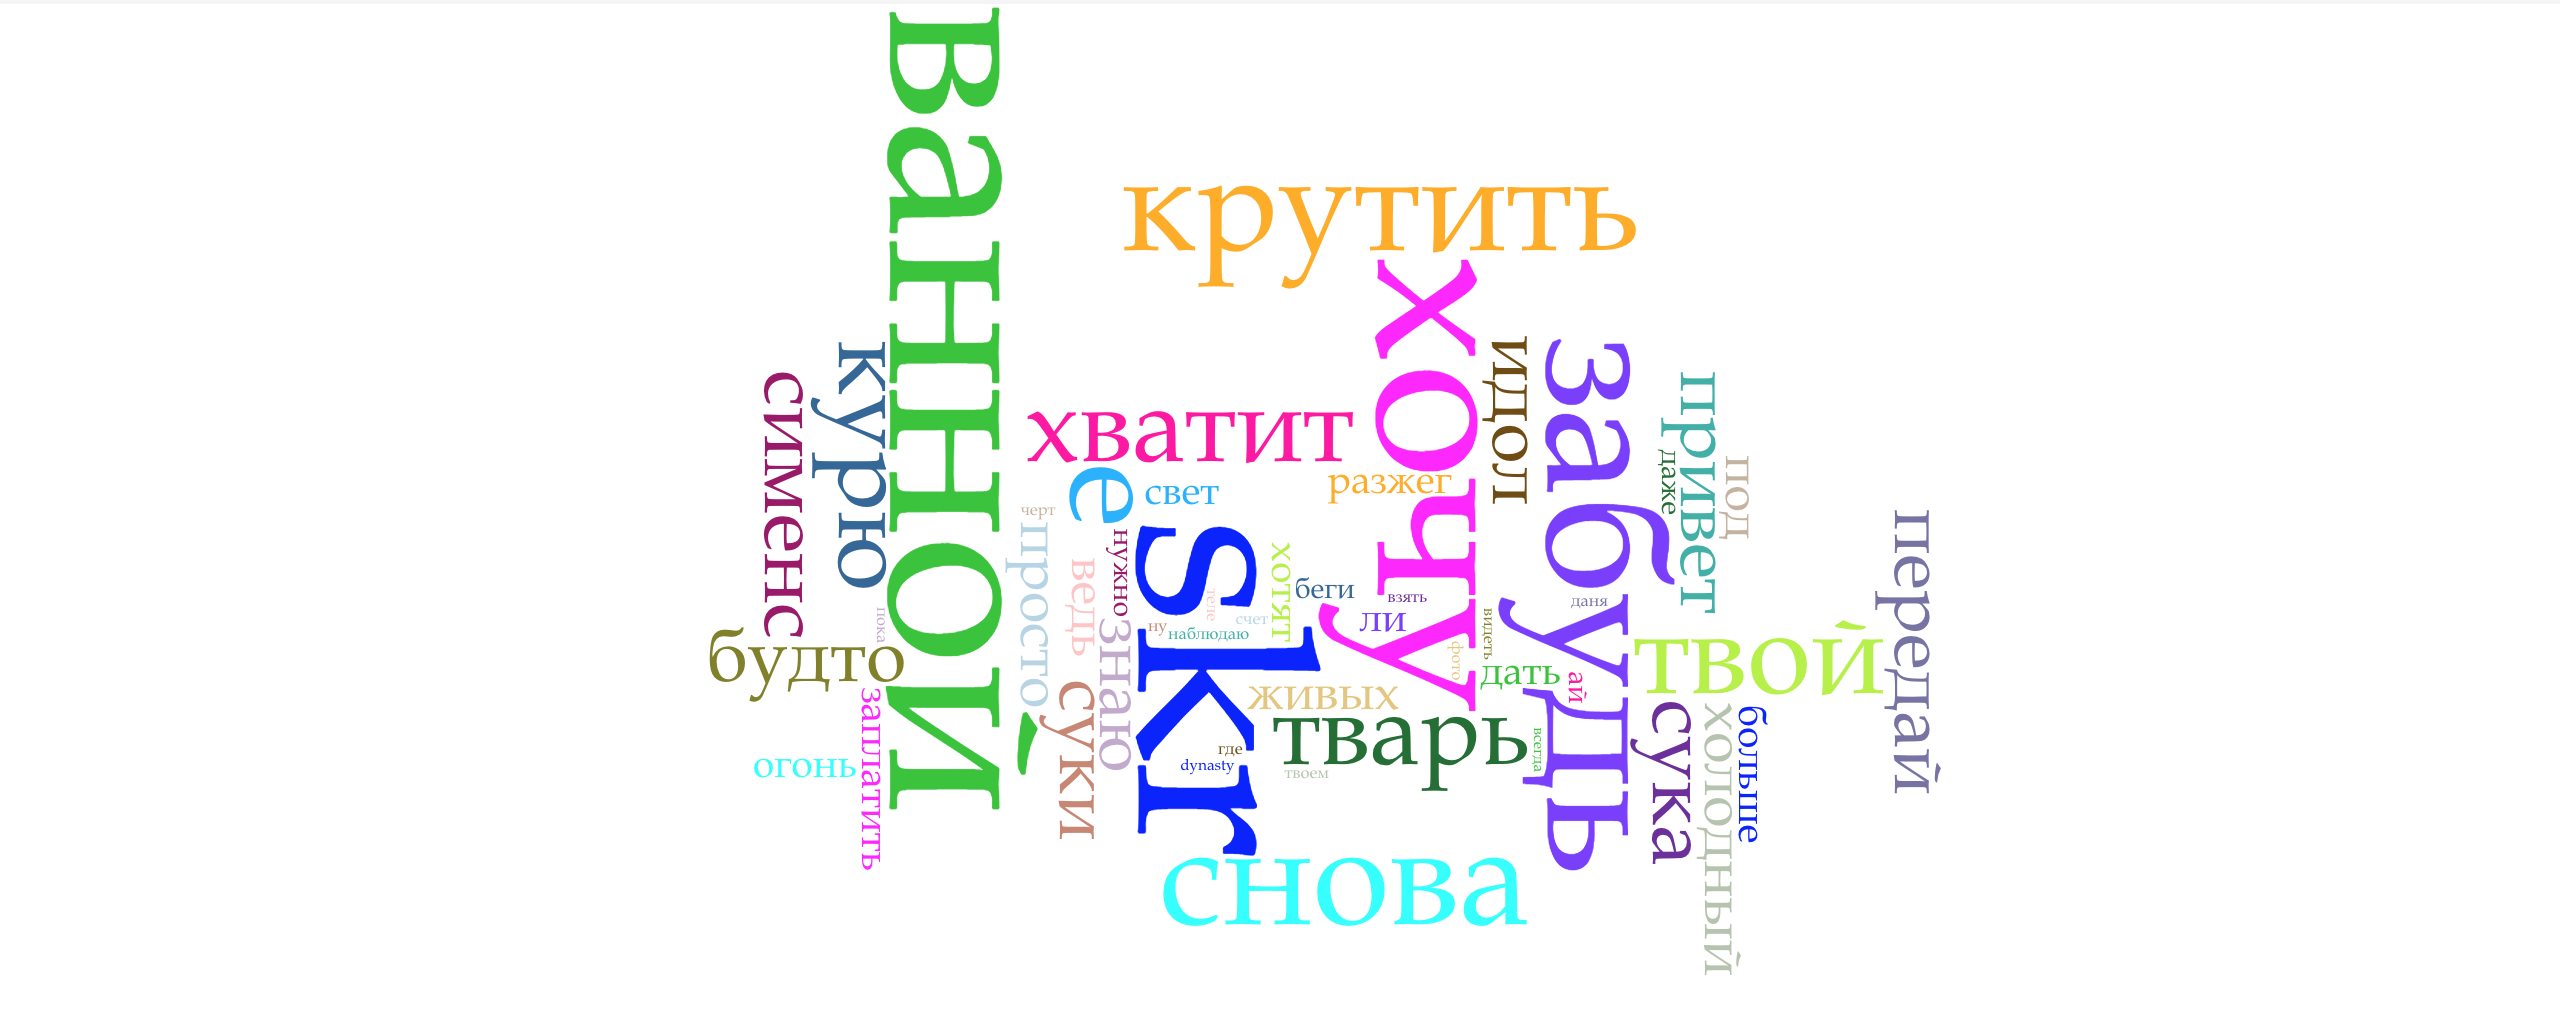 ванной
крутить
хочу
забудь
Skr
снова
хватит
тварь
твой
идол
привет
даже
под
передай
курю
сименс
будто
пока
заплатить
огонь
е
свет
разжег
черт
просто
ведь
нужно
знаю
суки
теле
ну
наблюдаю
счет
хотят
беги
взять
ли
фото
видеть
дать
даня
ай
живых
где
dynasty
твоем
всегда
сука
холодный
больше